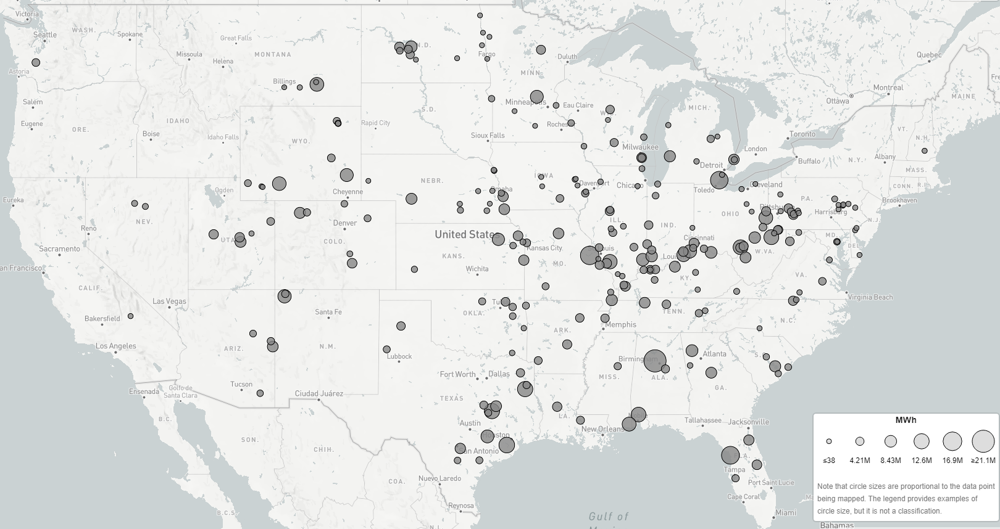 Victoria
Seattle
WASH.
Spokane
Great Falls
N.D.
Fargo
Duluth
Quebec
Astoria
Missoula
Helena
MONTANA
Billings
MINN.
Montreal
Ottawa
MAINE
Salem
Eugene
ORE.
IDAHO
Boise
Idaho Falls
WYO.
Rapid City
S.D.
Sioux Falls
Minneapolis
Eau Claire
WIS.
MICH.
Toronto
VT.
N.H.
Milwaukee
London
Buffalo
N.Y.
Albany
MASS.
Detroit
CONN.
R.I.
Eureka
Ogden
Cheyenne
NEBR.
IOWA
Omaha
Davenport
Chicago
Toledo
Cleveland
PA.
Brookhaven
Reno
NEV.
UTAH
Denver
COLO.
United States
ILL.
IND.
OHIO
Pittsburgh
Harrisburg
N.J.
Sacramento
San Francisco
KANS.
Wichita
Kansas City
MO.
Cincinnati
KY.
W.VA.
MD.
DEL.
VA.
CALIF.
Las Vegas
Bakersfield
Los Angeles
Santa Fe
N.M.
ARIZ.
OKLA.
ARK.
Memphis
TENN.
N.C.
Virginia Beach
Ensenada
Golfo de
Santa Clara
Tucson
Ciudad Juárez
Lubbock
Fort Worth
Dallas
TEXAS
MISS.
Birmingham
ALA.
Atlanta
GA.
B.C.
SON.
CHIH.
Austin
Houston
San Antonio
LA.
New Orleans
Tallahassee
Jacksonville
B.C.S.
COA.
Nuevo Laredo
Reynosa
Tampa
Port Saint Lucie
Cape Coral
Miami
Gulf of
Bahamas
MWh
≤38 4.21M 8.43M 12.6M 16.9M ≥21.1M
Note that circle sizes are proportional to the data point
being mapped. The legend provides examples of
circle size, but it is not a classification.